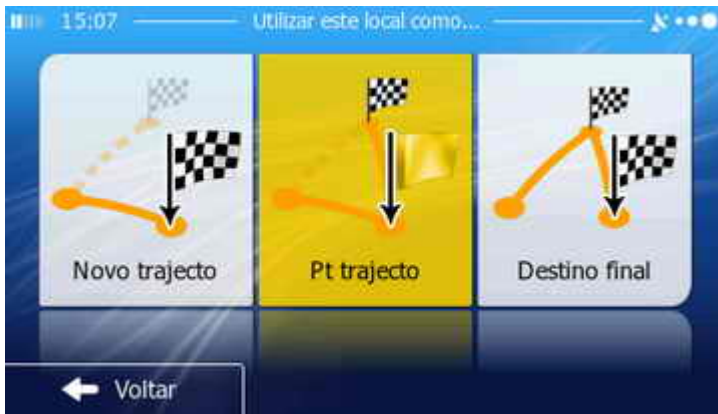 15:07 Utilizar este local como...
Novo trajecto Pt trajecto Destino final
Voltar